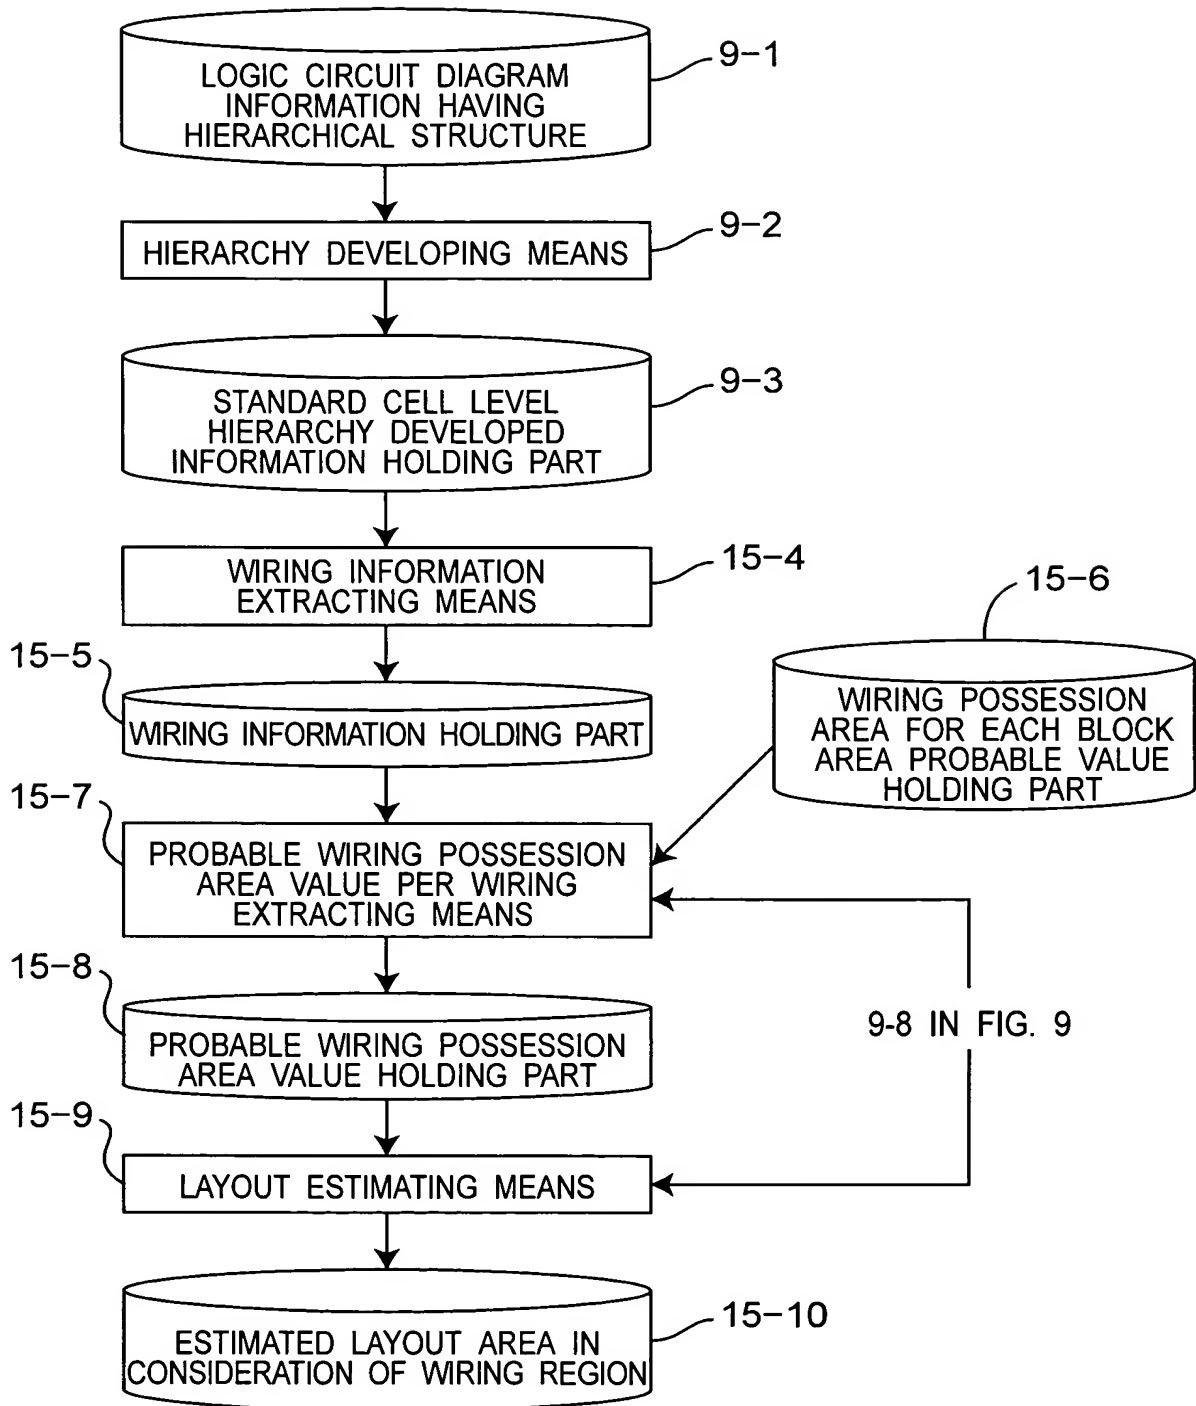 9-1
LOGIC CIRCUIT DIAGRAM
INFORMATION HAVING
HIERARCHICAL STRUCTURE
9-2
HIERARCHY DEVELOPING MEANS
9-3
STANDARD CELL LEVEL
HIERARCHY DEVELOPED
INFORMATION HOLDING PART
15-4
WIRING INFORMATION
EXTRACTING MEANS
15-6
WIRING POSSESSION
AREA FOR EACH BLOCK
AREA PROBABLE VALUE
HOLDING PART
15-5
WIRING INFORMATION HOLDING PART
15-7
PROBABLE WIRING POSSESSION
AREA VALUE PER WIRING
EXTRACTING MEANS
15-8
PROBABLE WIRING POSSESSION
AREA VALUE HOLDING PART
9-8 IN FIG. 9
15-9
LAYOUT ESTIMATING MEANS
15-10
ESTIMATED LAYOUT AREA IN
CONSIDERATION OF WIRING REGION